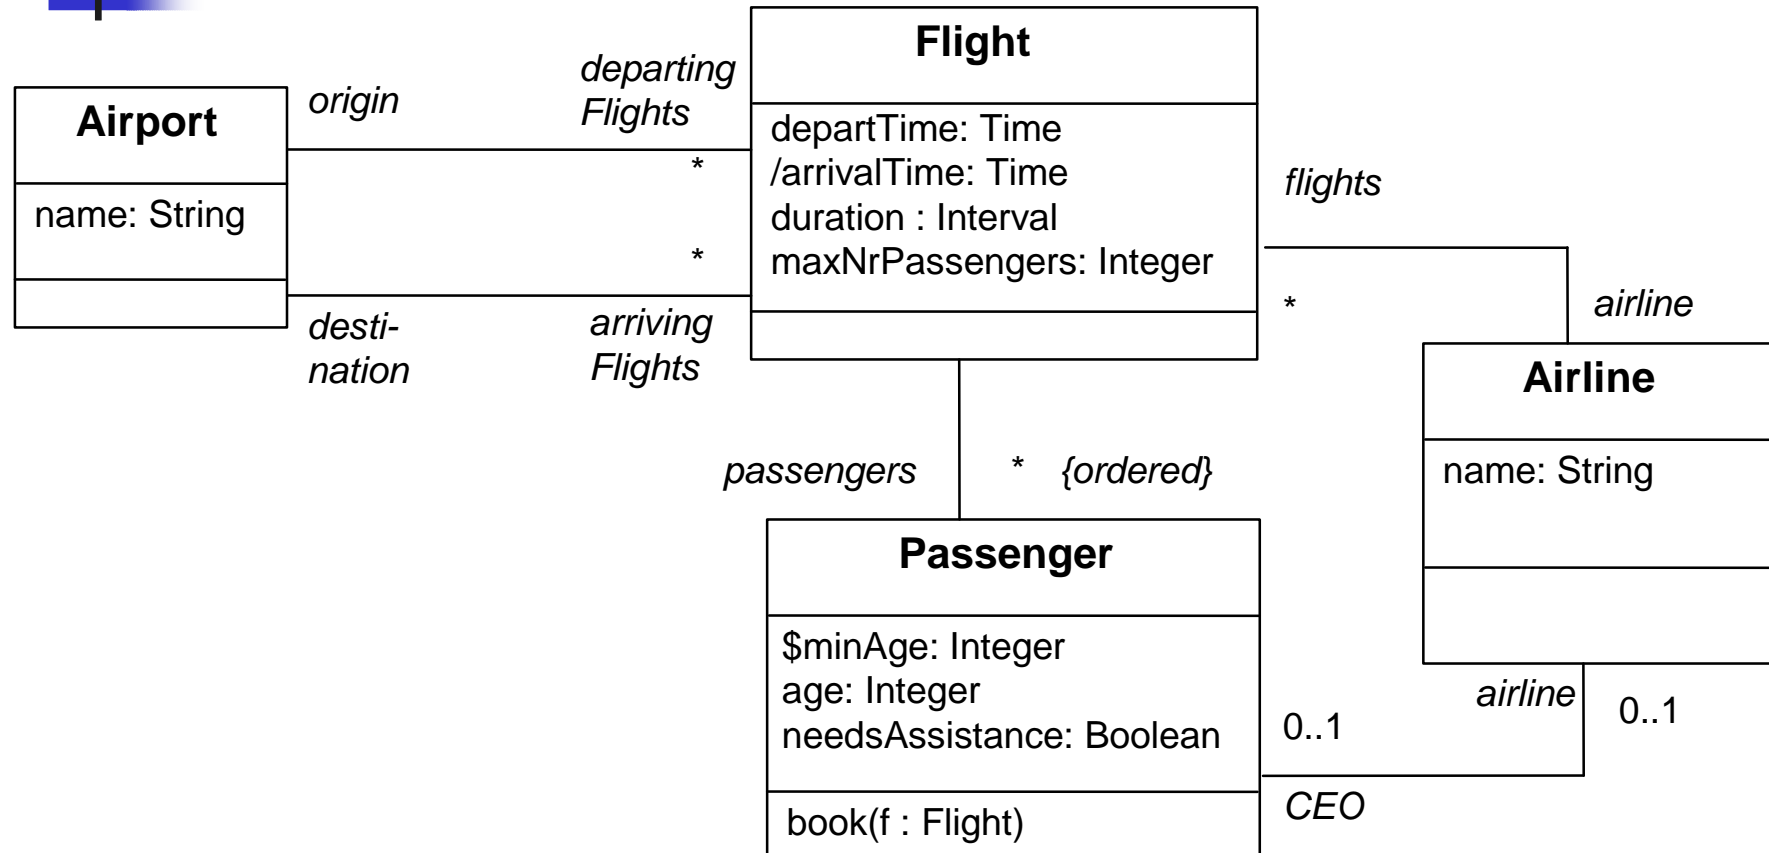 Flight
departing
Flights
origin
Airport
departTime: Time
*
/arrivalTime: Time
flights
name: String
duration : Interval
*
maxNrPassengers: Integer
*
airline
desti-
nation
arriving
Flights
Airline
passengers
*
{ordered}
name: String
Passenger
$minAge: Integer
age: Integer
needsAssistance: Boolean
airline
0..1
0..1
CEO
book(f : Flight)